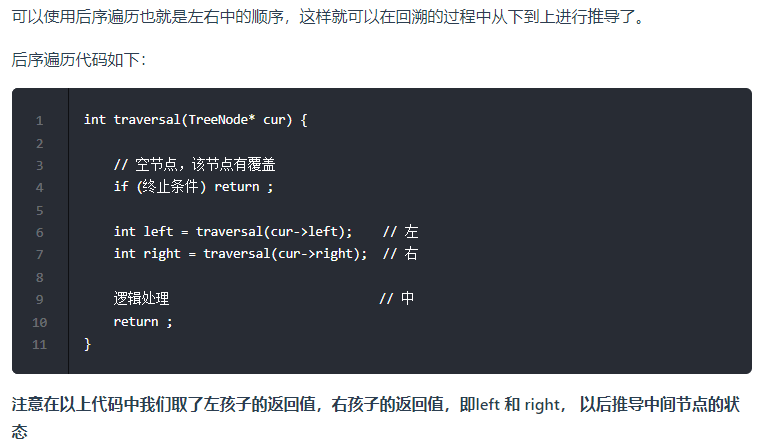 可以使用后序遍历也就是左右中的顺序，这样就可以在回溯的过程中从下到上进行推导了。
后序遍历代码如下：
1 int traversal(TreeNode* cur) {
2
3 // 空节点，该节点有覆盖
4 if (终止条件) return ;
5
6 int left = traversal(cur->left); // 左
7 int right = traversal(cur->right); // 右
8
9 逻辑处理 // 中
10 return ;
11 }
注意在以上代码中我们取了左孩子的返回值，右孩子的返回值，即left 和 right， 以后推导中间节点的状
态